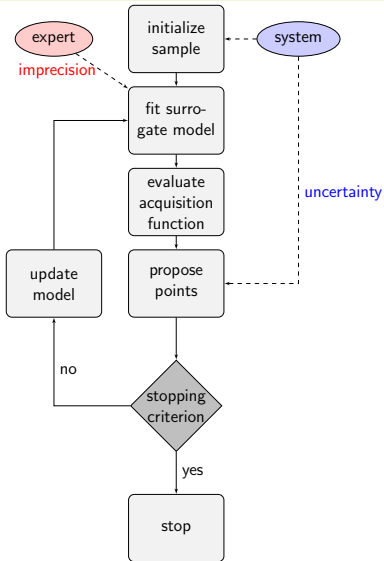 initialize
sample
expert
system
imprecision
fit surro-
gate model
evaluate
acquisition
function
uncertainty
update
model
propose
points
no
stopping
criterion
yes
stop